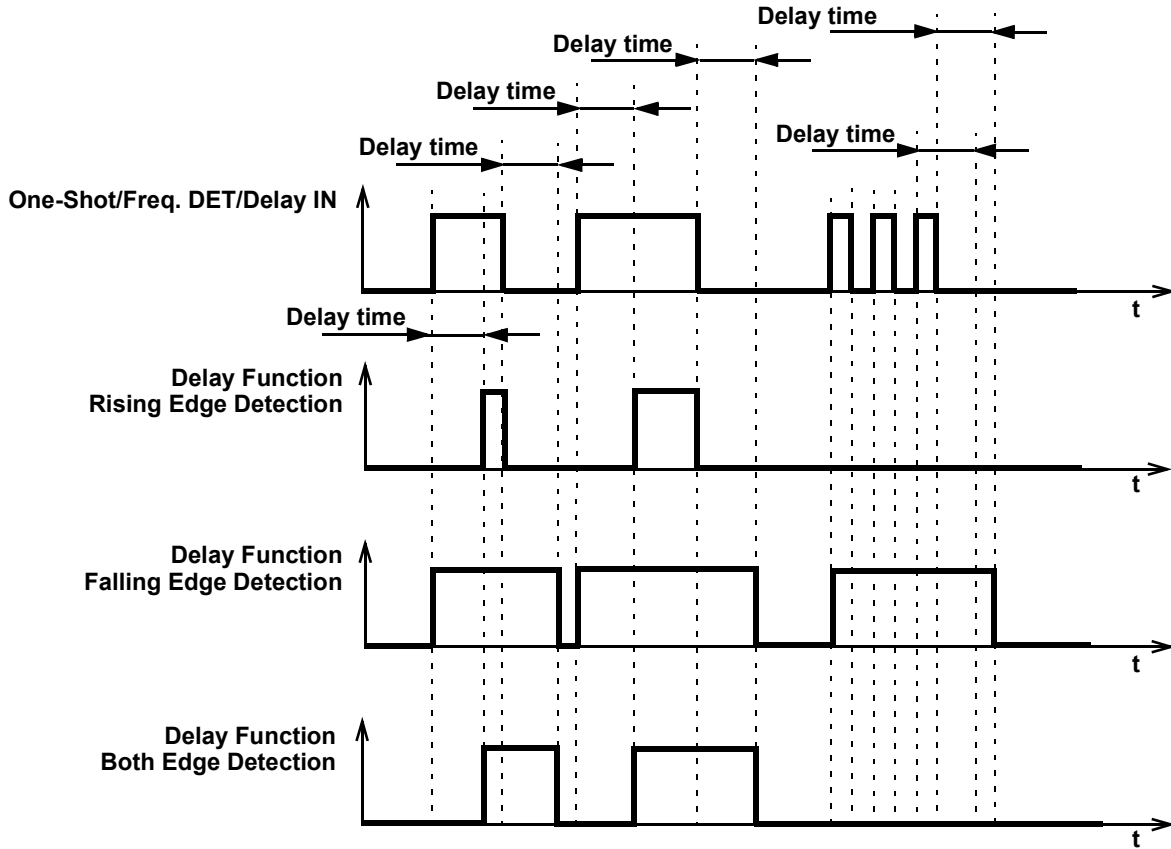 Delay time
Delay time
Delay time
Delay time
Delay time
One-Shot/Freq. DET/Delay IN
t
Delay time
Delay Function
Rising Edge Detection
t
Delay Function
Falling Edge Detection
t
Delay Function
Both Edge Detection
t